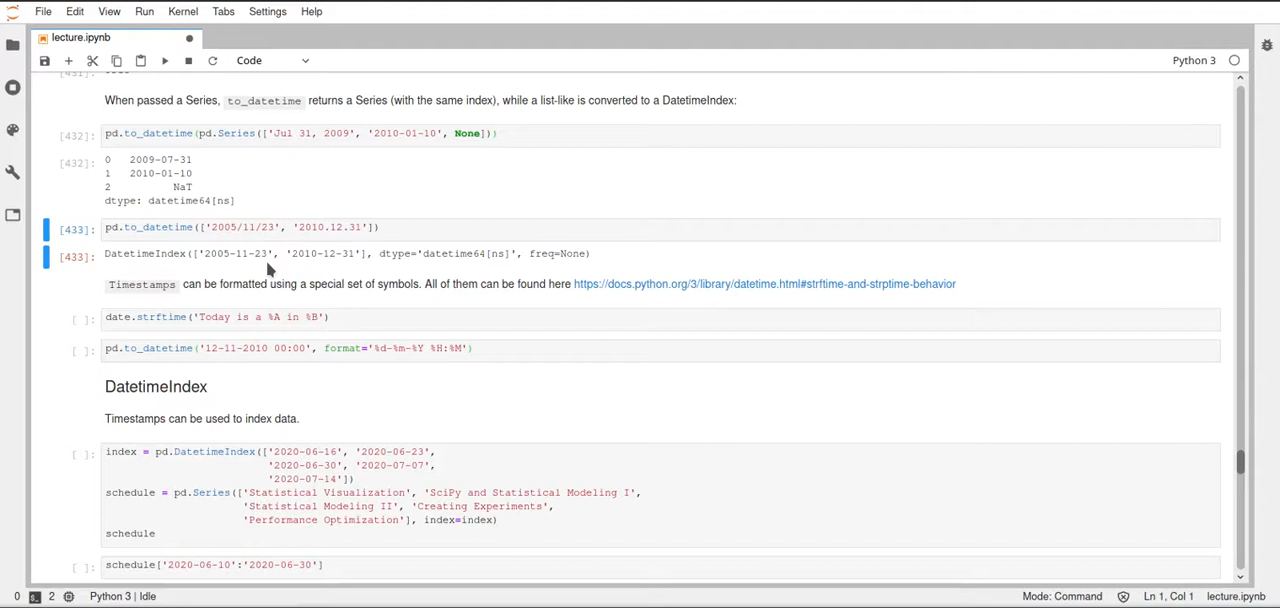 File Edit View Run Kernel Tabs Settings Help
lecture.ipynb
Code
Python 3
When passed a Series, to_datetime returns a Series (with the same index), while a list-like is converted to a DatetimeIndex:
[432]: pd.to_datetime(pd.Series(['Jul 31, 2009', '2010-01-10', None]))
[432]: 0 2009-07-31
1 2010-01-10
2 NaT
dtype: datetime64[ns]
[433]: pd.to_datetime(['2005/11/23', '2010.12.31'])
[433]: DatetimeIndex(['2005-11-23', '2010-12-31'], dtype='datetime64[ns]', freq=None)
Timestamps can be formatted using a special set of symbols. All of them can be found here https://docs.python.org/3/library/datetime.html#strftime-and-strptime-behavior
[ ]: date.strftime('Today is a %A in %B')
[ ]: pd.to_datetime('12-11-2010 00:00', format='%d-%m-%Y %H:%M')
DatetimeIndex
Timestamps can be used to index data.
[ ]: index = pd.DatetimeIndex(['2020-06-16', '2020-06-23',
'2020-06-30', '2020-07-07',
'2020-07-14'])
schedule = pd.Series(['Statistical Visualization', 'SciPy and Statistical Modeling I',
'Statistical Modeling II', 'Creating Experiments',
'Performance Optimization'], index=index)
schedule
[ ]: schedule['2020-06-10':'2020-06-30']
0 2 Python 3 | Idle Mode: Command Ln 1, Col 1 lecture.ipynb